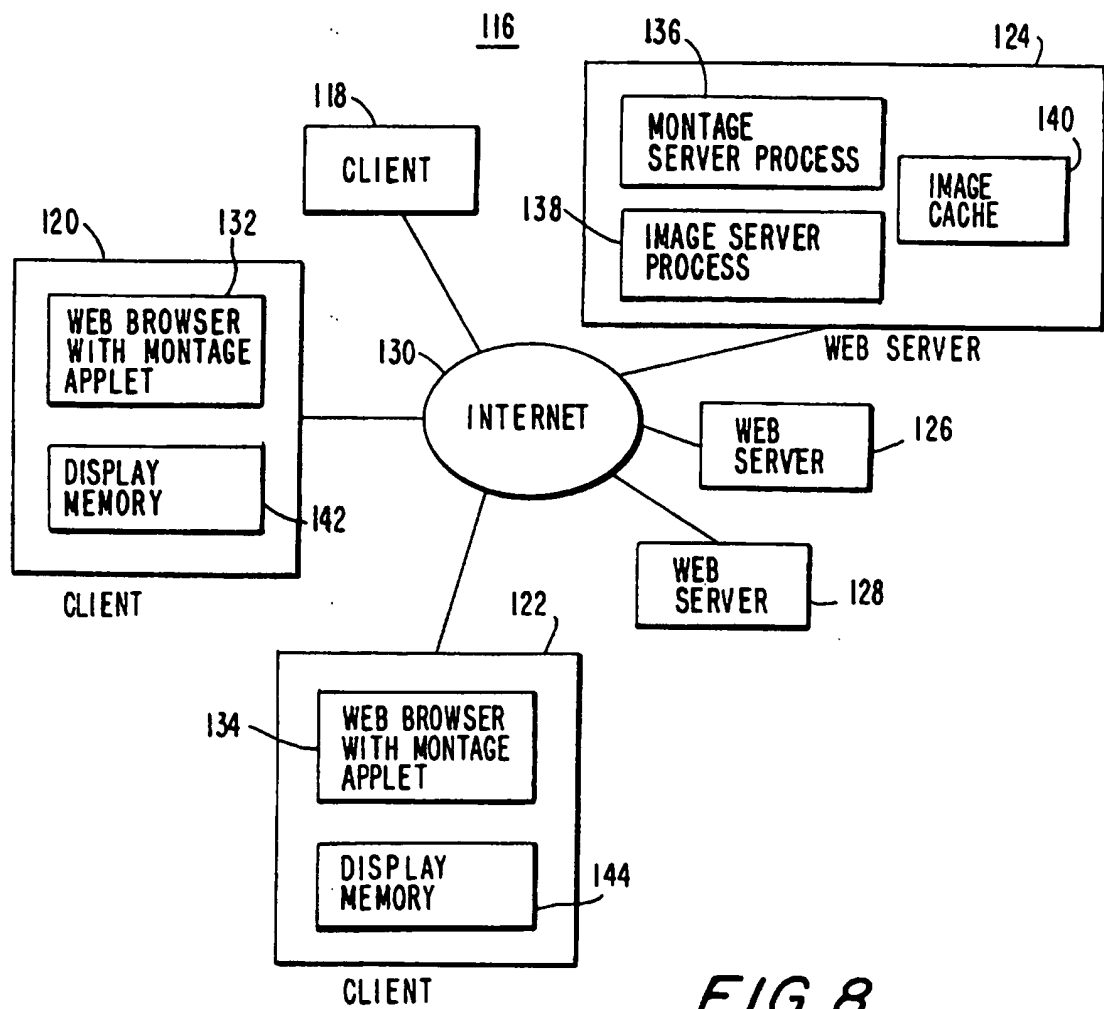 116
136
124
118
MONTAGE
SERVER PROCESS
140
CLIENT
IMAGE
CACHE
138
IMAGE SERVER
PROCESS
120
132
WEB BROWSER
WITH MONTAGE
APPLET
130
WEB SERVER
INTERNET
WEB
SERVER
126
DISPLAY
MEMORY
142
WEB
SERVER
128
CLIENT
122
134
WEB BROWSER
WITH MONTAGE
APPLET
DISPLAY
MEMORY
144
CLIENT
FIG. 8